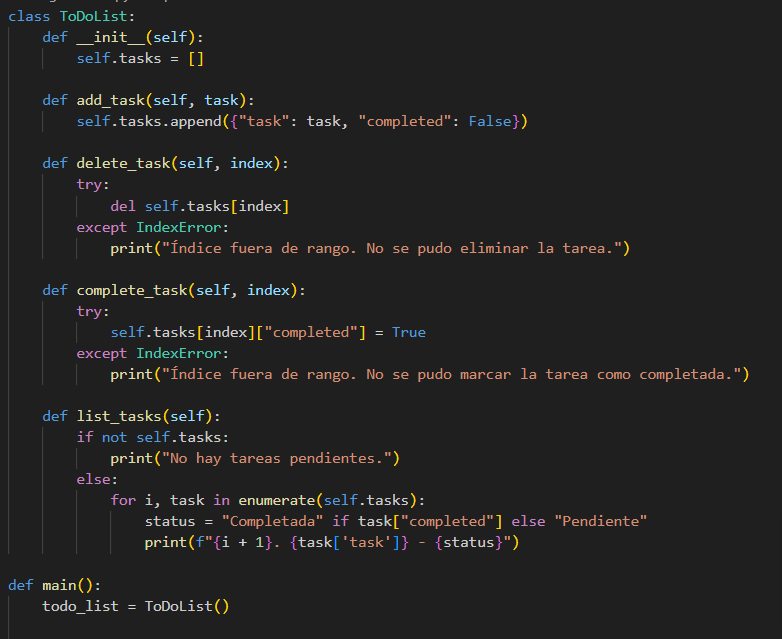 class ToDoList:
    def __init__(self):
        self.tasks = []

    def add_task(self, task):
        self.tasks.append({"task": task, "completed": False})

    def delete_task(self, index):
        try:
            del self.tasks[index]
        except IndexError:
            print("Índice fuera de rango. No se pudo eliminar la tarea.")

    def complete_task(self, index):
        try:
            self.tasks[index]["completed"] = True
        except IndexError:
            print("Índice fuera de rango. No se pudo marcar la tarea como completada.")

    def list_tasks(self):
        if not self.tasks:
            print("No hay tareas pendientes.")
        else:
            for i, task in enumerate(self.tasks):
                status = "Completada" if task["completed"] else "Pendiente"
                print(f"{i + 1}. {task['task']} - {status}")

def main():
    todo_list = ToDoList()